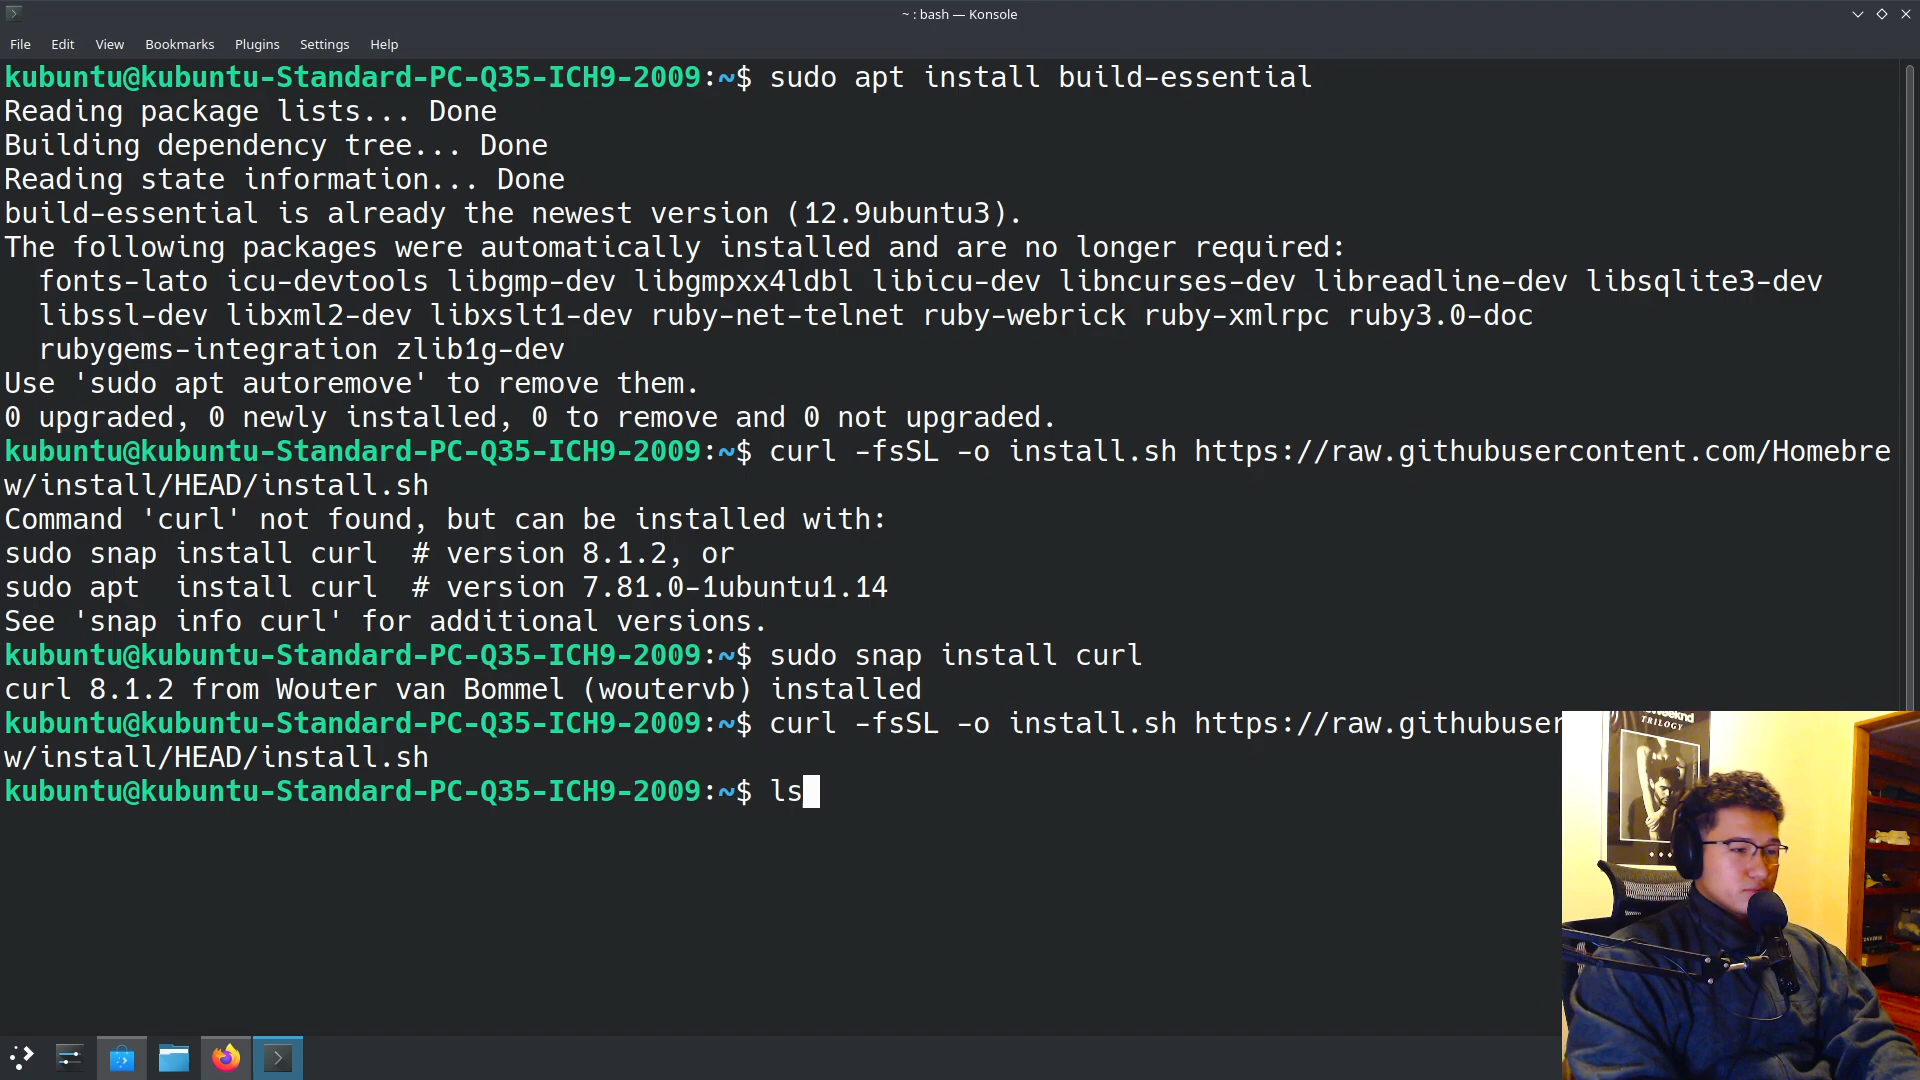 ~ : bash — Konsole
File Edit View Bookmarks Plugins Settings Help
kubuntu@kubuntu-Standard-PC-Q35-ICH9-2009:~$ sudo apt install build-essential
Reading package lists... Done
Building dependency tree... Done
Reading state information... Done
build-essential is already the newest version (12.9ubuntu3).
The following packages were automatically installed and are no longer required:
  fonts-lato icu-devtools libgmp-dev libgmpxx4ldbl libicu-dev libncurses-dev libreadline-dev libsqlite3-dev
  libssl-dev libxml2-dev libxslt1-dev ruby-net-telnet ruby-webrick ruby-xmlrpc ruby3.0-doc
  rubygems-integration zlib1g-dev
Use 'sudo apt autoremove' to remove them.
0 upgraded, 0 newly installed, 0 to remove and 0 not upgraded.
kubuntu@kubuntu-Standard-PC-Q35-ICH9-2009:~$ curl -fsSL -o install.sh https://raw.githubusercontent.com/Homebre
w/install/HEAD/install.sh
Command 'curl' not found, but can be installed with:
sudo snap install curl  # version 8.1.2, or
sudo apt  install curl  # version 7.81.0-1ubuntu1.14
See 'snap info curl' for additional versions.
kubuntu@kubuntu-Standard-PC-Q35-ICH9-2009:~$ sudo snap install curl
curl 8.1.2 from Wouter van Bommel (woutervb) installed
kubuntu@kubuntu-Standard-PC-Q35-ICH9-2009:~$ curl -fsSL -o install.sh https://raw.githubuser
w/install/HEAD/install.sh
kubuntu@kubuntu-Standard-PC-Q35-ICH9-2009:~$ ls
TRILOGY